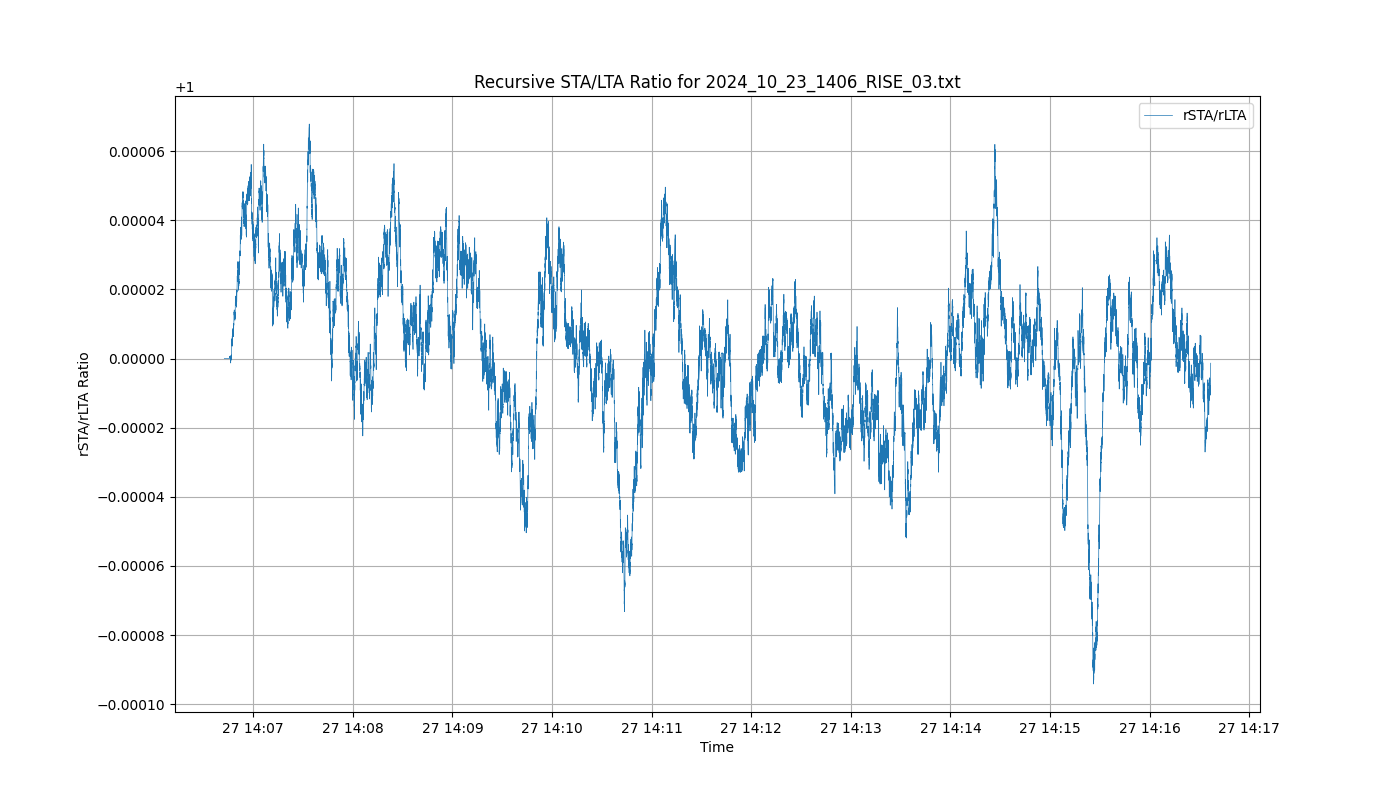 Recursive STA/LTA Ratio for 2024_10_23_1406_RISE_03.txt
+1
rSTA/rLTA
0.00006
0.00004
0.00002
0.00000
−0.00002
−0.00004
−0.00006
−0.00008
−0.00010
rSTA/rLTA Ratio
27 14:07 27 14:08 27 14:09 27 14:10 27 14:11 27 14:12 27 14:13 27 14:14 27 14:15 27 14:16 27 14:17
Time